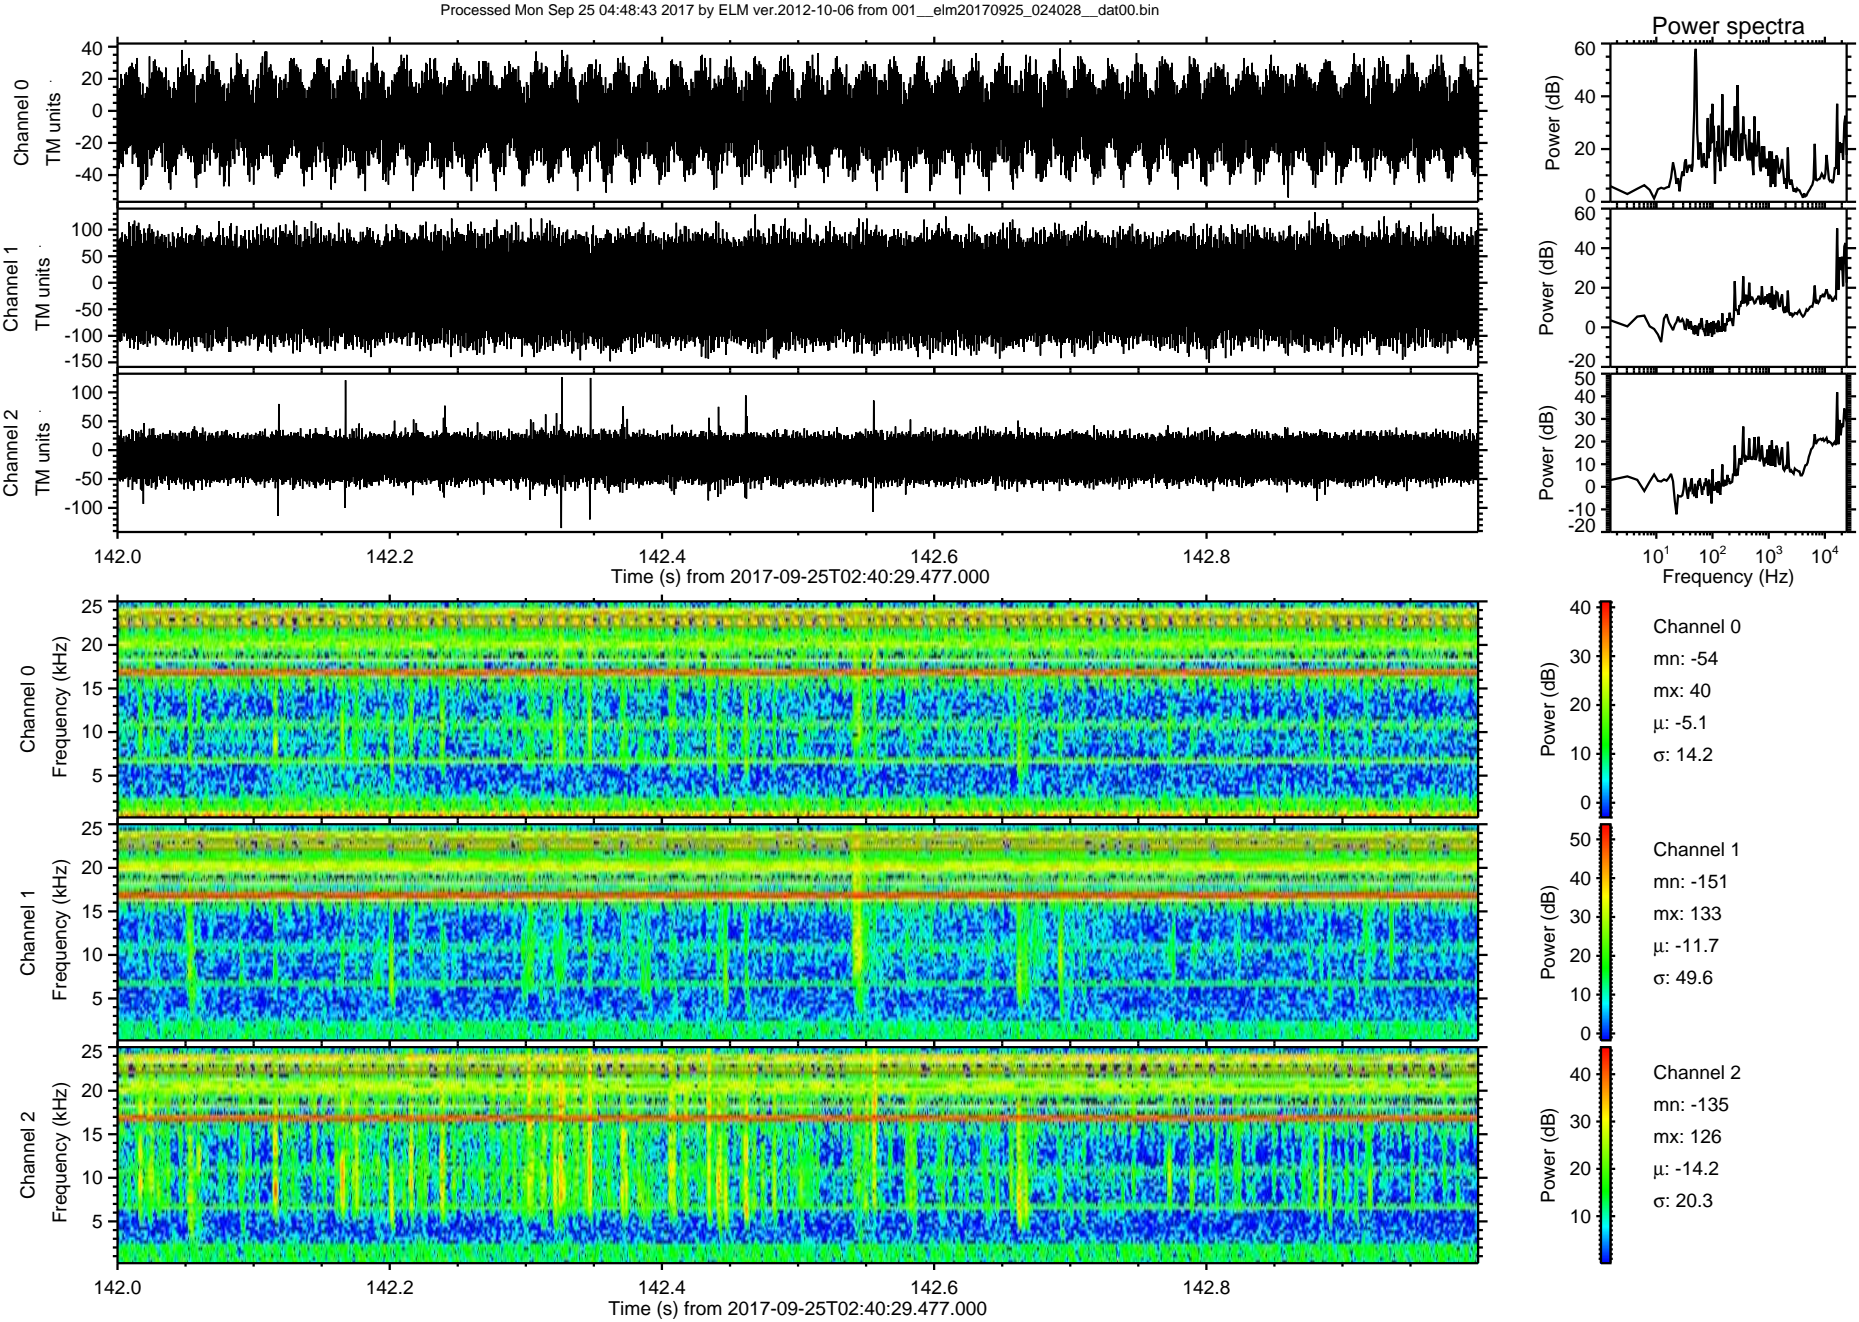 Processed Mon Sep 25 04:48:43 2017 by ELM ver.2012-10-06 from 001__elm20170925_024028__dat00.bin
Power spectra
Channel 0
TM units
40
20
0
-20
-40
Power (dB)
60
40
20
0
Channel 1
TM units
100
50
0
-50
-100
-150
Power (dB)
60
40
20
0
-20
Channel 2
TM units
100
50
0
-50
-100
Power (dB)
50
40
30
20
10
0
-10
-20
142.0 142.2 142.4 142.6 142.8
Time (s) from 2017-09-25T02:40:29.477.000
10^1 10^2 10^3 10^4
Frequency (Hz)
Channel 0
Frequency (kHz)
25
20
15
10
5
Power (dB)
40
30
20
10
0
Channel 0
mn: -54
mx: 40
μ: -5.1
σ: 14.2
Channel 1
Frequency (kHz)
25
20
15
10
5
Power (dB)
50
40
30
20
10
0
Channel 1
mn: -151
mx: 133
μ: -11.7
σ: 49.6
Channel 2
Frequency (kHz)
25
20
15
10
5
Power (dB)
40
30
20
10
Channel 2
mn: -135
mx: 126
μ: -14.2
σ: 20.3
142.0 142.2 142.4 142.6 142.8
Time (s) from 2017-09-25T02:40:29.477.000